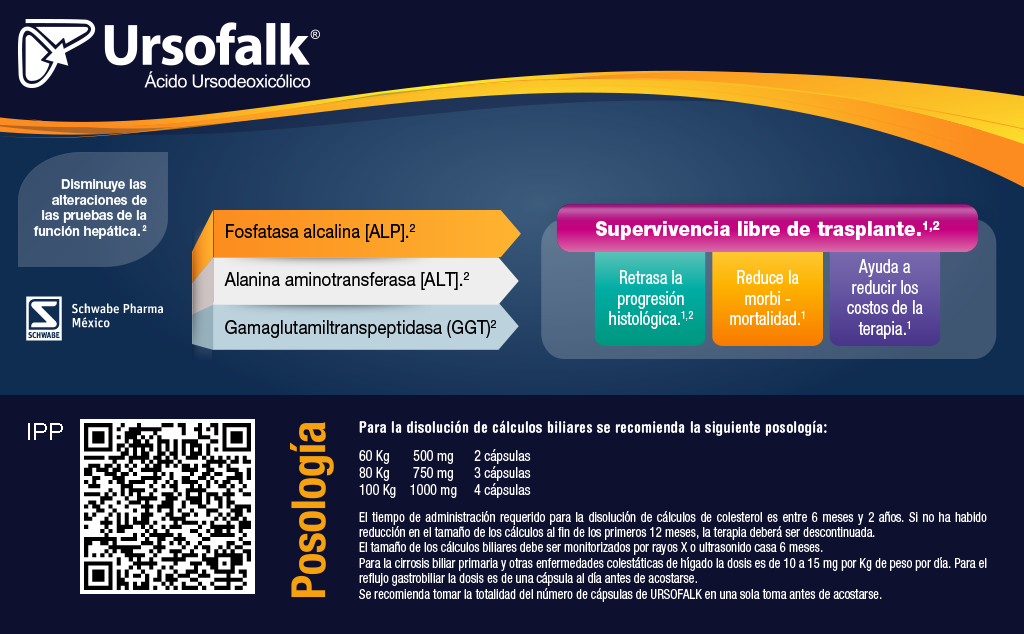 Ursofalk®
Ácido Ursodeoxicólico
Disminuye las
alteraciones de
las pruebas de la
función hepática.²
Fosfatasa alcalina [ALP].²
Alanina aminotransferasa [ALT].²
Gamaglutamiltranspeptidasa (GGT)²
Supervivencia libre de trasplante.¹,²
Retrasa la
progresión
histológica.¹,²
Reduce la
morbi -
mortalidad.¹
Ayuda a
reducir los
costos de la
terapia.¹
SCHWABE
Schwabe Pharma
México
IPP
Posología
Para la disolución de cálculos biliares se recomienda la siguiente posología:
60 Kg 500 mg 2 cápsulas
80 Kg 750 mg 3 cápsulas
100 Kg 1000 mg 4 cápsulas
El tiempo de administración requerido para la disolución de cálculos de colesterol es entre 6 meses y 2 años. Si no ha habido
reducción en el tamaño de los cálculos al fin de los primeros 12 meses, la terapia deberá ser descontinuada.
El tamaño de los cálculos biliares debe ser monitorizados por rayos X o ultrasonido casa 6 meses.
Para la cirrosis biliar primaria y otras enfermedades colestáticas de hígado la dosis es de 10 a 15 mg por Kg de peso por día. Para el
reflujo gastrobiliar la dosis es de una cápsula al día antes de acostarse.
Se recomienda tomar la totalidad del número de cápsulas de URSOFALK en una sola toma antes de acostarse.